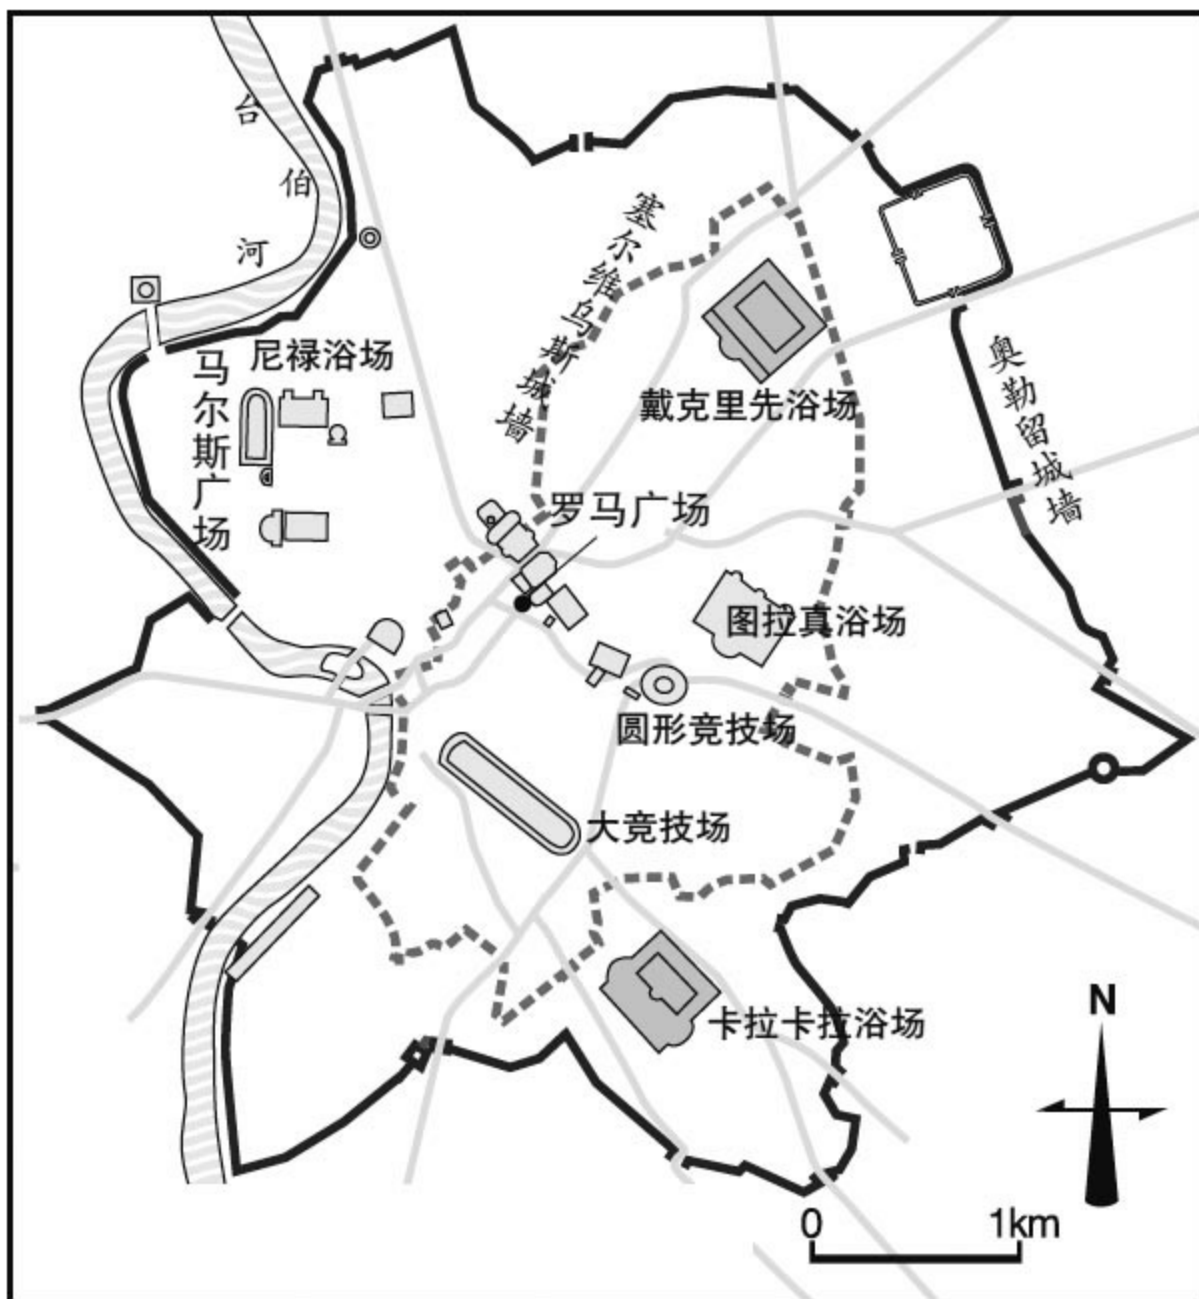 台伯河
塞尔维乌斯城墙
奥勒留城墙
尼禄浴场
马尔斯广场
戴克里先浴场
罗马广场
图拉真浴场
圆形竞技场
大竞技场
卡拉卡拉浴场
N
0 1km